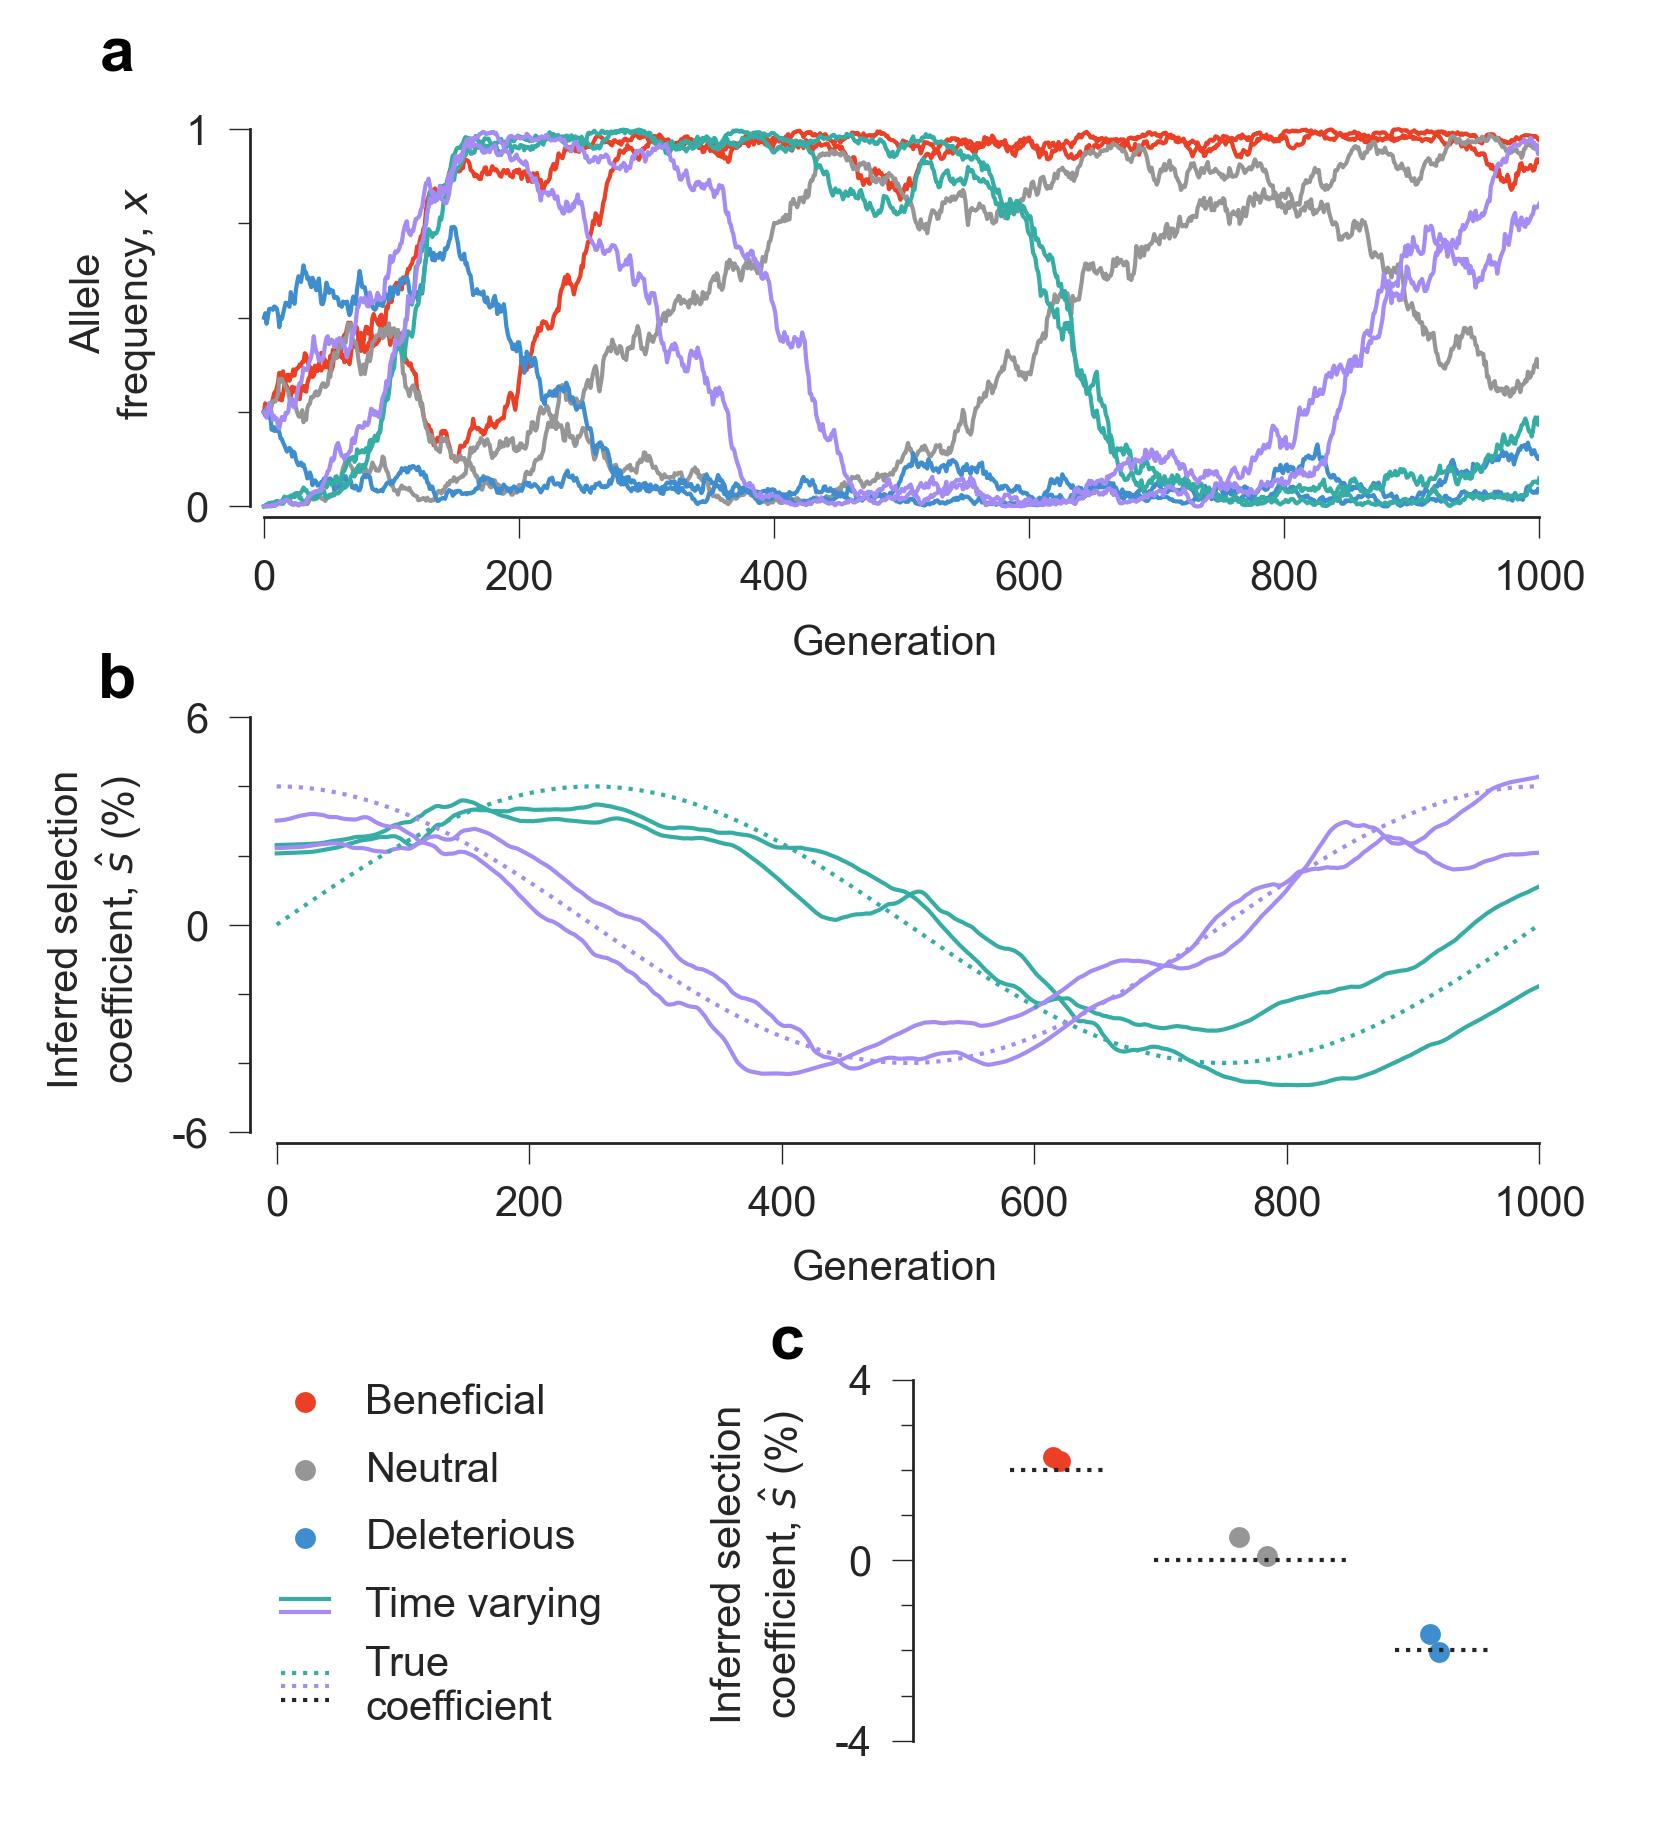 a
1
0
Allele
frequency, x
0 200 400 600 800 1000
Generation
b
6
0
-6
Inferred selection
coefficient, ŝ (%)
0 200 400 600 800 1000
Generation
Beneficial
Neutral
Deleterious
Time varying
True
coefficient
c
4
0
-4
Inferred selection
coefficient, ŝ (%)